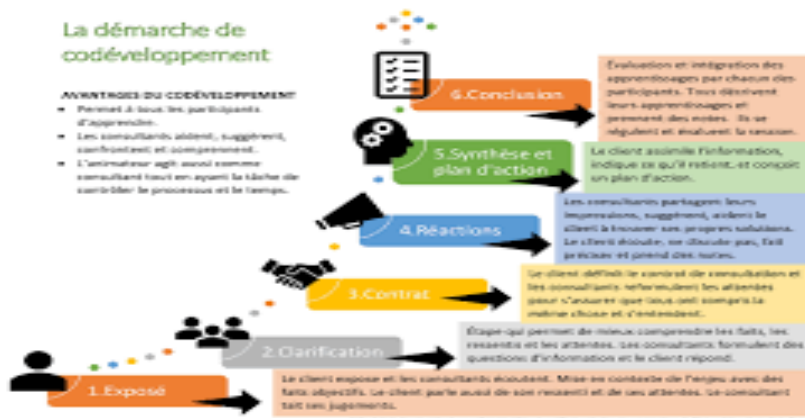 La démarche de
codéveloppement
AVANTAGES DU CODÉVELOPPEMENT
• Permet à tous les participants
d'apprendre.
• Les consultants aident, suggèrent,
confrontent et comprennent.
• L'animateur agit aussi comme
consultant tout en ayant la tâche de
contrôler le processus et le temps.
6.Conclusion
Évaluation et intégration des
apprentissages par chacun des
participants. Tous décrivent
leurs apprentissages et
prennent des notes. Ils se
régulent et évaluent la session.
5.Synthèse et
plan d'action
Le client assimile l'information,
indique ce qu'il retient, et conçoit
un plan d'action.
4.Réactions
Les consultants partagent leurs
impressions, suggèrent, aident le
client à trouver ses propres solutions.
Le client écoute, ne discute pas, fait
préciser et prend des notes.
3.Contrat
Le client définit le contrat de consultation et
les consultants reformulent les attentes
pour s'assurer que tous ont compris la
même chose et s'entendent.
2.Clarification
Étape qui permet de mieux comprendre les faits, les
ressentis et les attentes. Les consultants formulent des
questions d'information et le client répond.
1.Exposé
Le client expose et les consultants écoutent. Mise en contexte de l'enjeu avec des
faits objectifs. Le client parle aussi de son ressenti et de ses attentes. Le consultant
tait ses jugements.